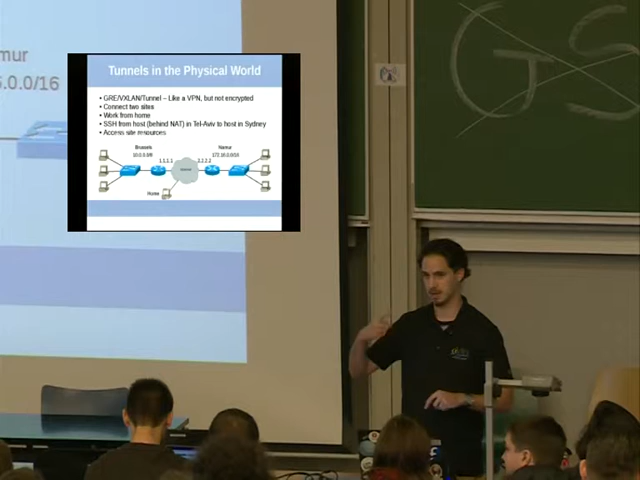 mur
6.0.0/16
Tunnels in the Physical World
• GRE/VXLAN/Tunnel – Like a VPN, but not encrypted
• Connect two sites
• Work from home
• SSH from host (behind NAT) in Tel-Aviv to host in Sydney
• Access site resources
Brussels
10.0.0.0/8
Namur
172.16.0.0/16
1.1.1.1
2.2.2.2
Internet
Home
GS